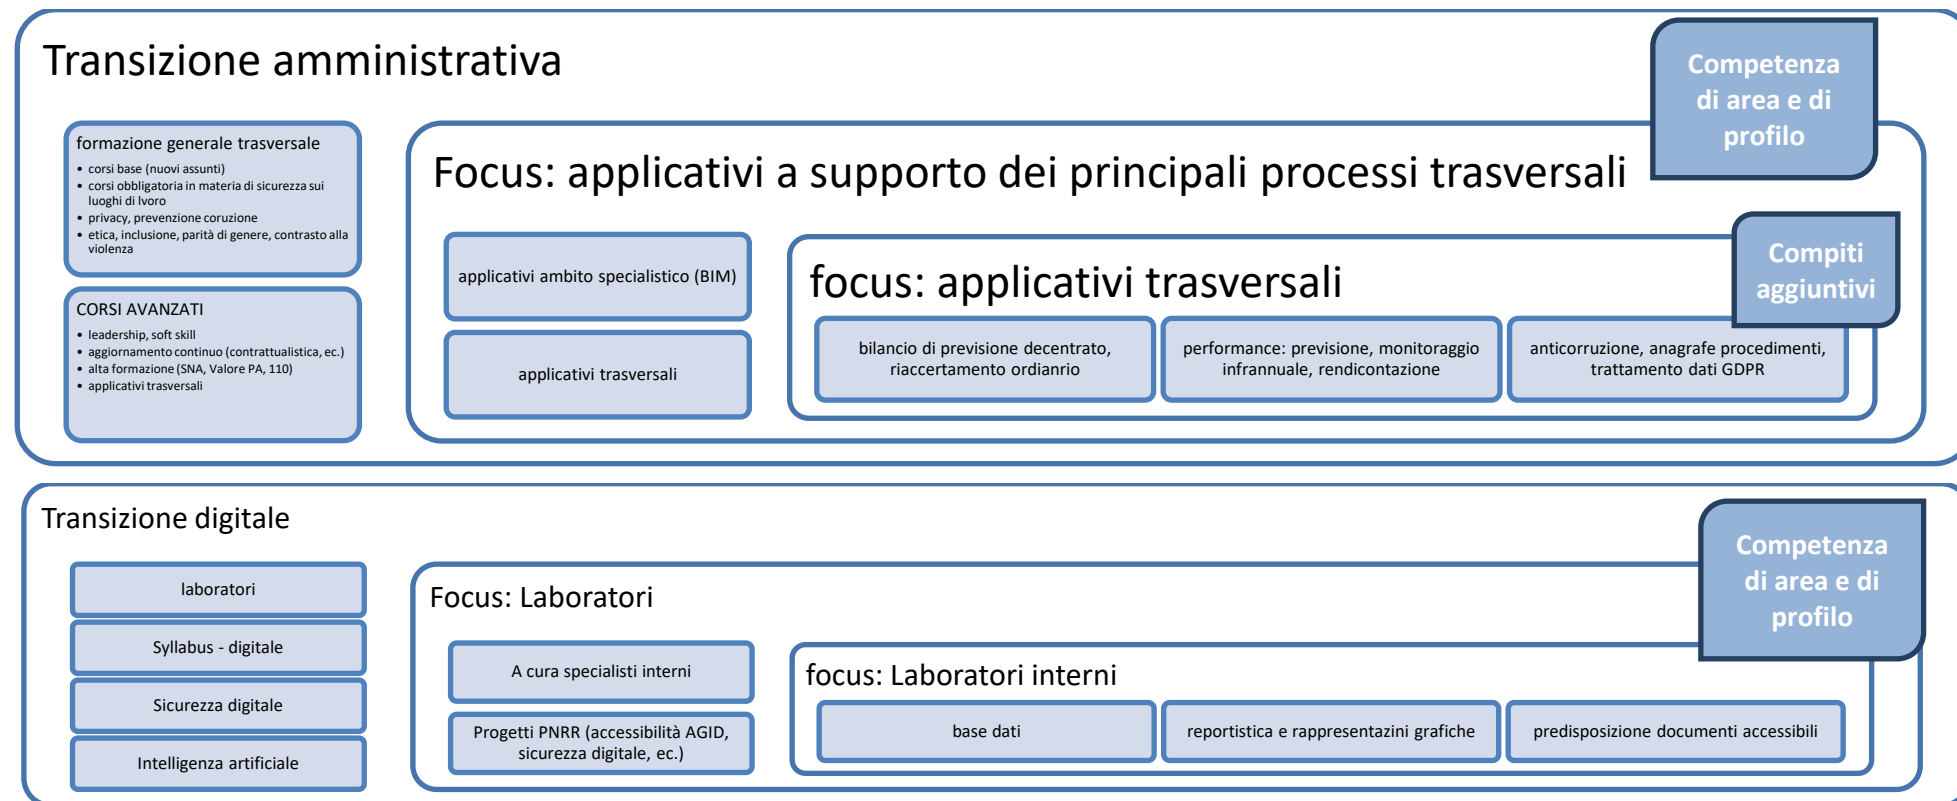 Transizione amministrativa
Competenza
di area e di
profilo
formazione generale trasversale
• corsi base (nuovi assunti)
• corsi obbligatoria in materia di sicurezza sui
luoghi di lvoro
• privacy, prevenzione coruzione
• etica, inclusione, parità di genere, contrasto alla
violenza
CORSI AVANZATI
• leadership, soft skill
• aggiornamento continuo (contrattualistica, ec.)
• alta formazione (SNA, Valore PA, 110)
• applicativi trasversali
Focus: applicativi a supporto dei principali processi trasversali
applicativi ambito specialistico (BIM)
applicativi trasversali
Compiti
aggiuntivi
focus: applicativi trasversali
bilancio di previsione decentrato,
riaccertamento ordianrio
performance: previsione, monitoraggio
infrannuale, rendicontazione
anticorruzione, anagrafe procedimenti,
trattamento dati GDPR
Transizione digitale
Competenza
di area e di
profilo
laboratori
Syllabus - digitale
Sicurezza digitale
Intelligenza artificiale
Focus: Laboratori
A cura specialisti interni
Progetti PNRR (accessibilità AGID,
sicurezza digitale, ec.)
focus: Laboratori interni
base dati
reportistica e rappresentazini grafiche
predisposizione documenti accessibili